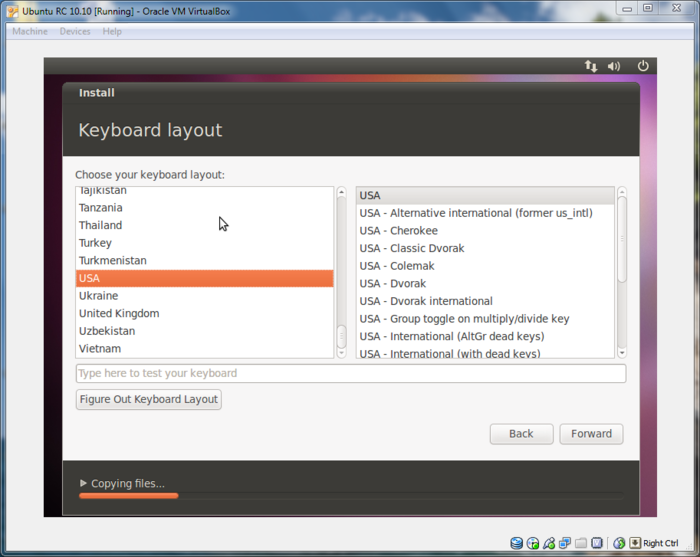 Ubuntu RC 10.10 [Running] - Oracle VM VirtualBox
Machine Devices Help
Install
Keyboard layout
Choose your keyboard layout:
Tajikistan
Tanzania
Thailand
Turkey
Turkmenistan
USA
Ukraine
United Kingdom
Uzbekistan
Vietnam
USA
USA - Alternative international (former us_intl)
USA - Cherokee
USA - Classic Dvorak
USA - Colemak
USA - Dvorak
USA - Dvorak international
USA - Group toggle on multiply/divide key
USA - International (AltGr dead keys)
USA - International (with dead keys)
Type here to test your keyboard
Figure Out Keyboard Layout
Back Forward
Copying files...
Right Ctrl